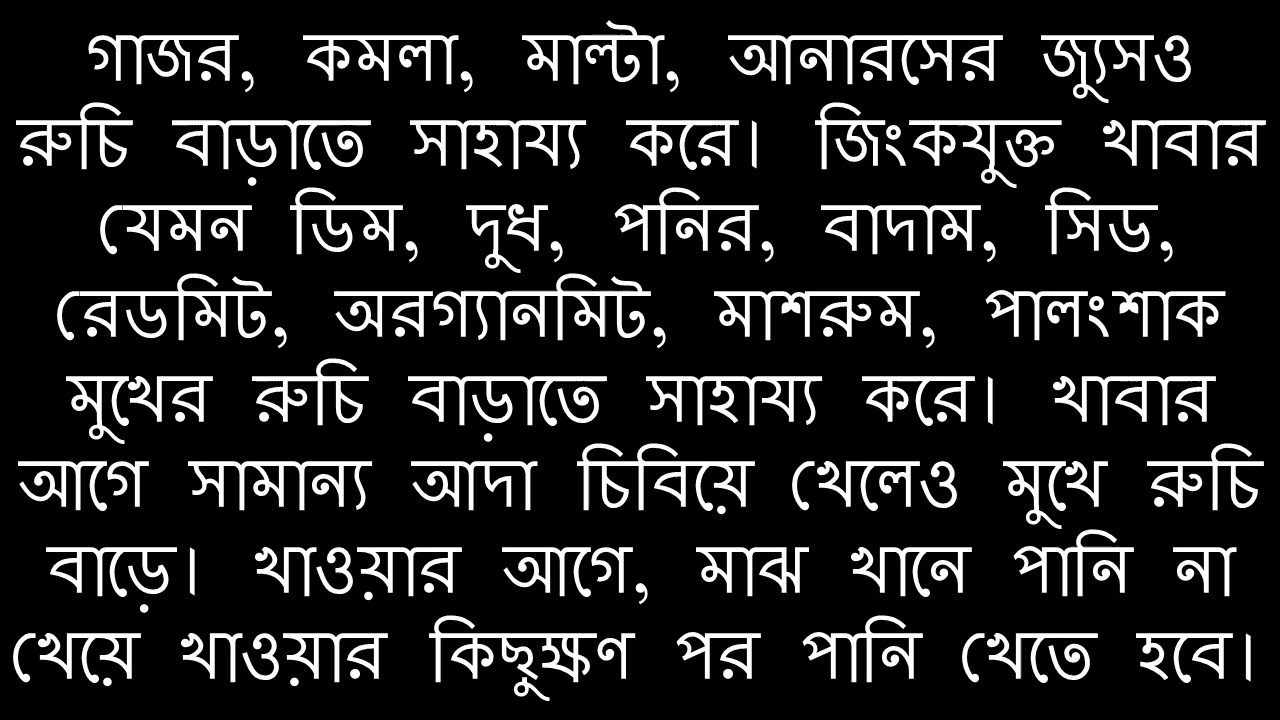 গাজর, কমলা, মাল্টা, আনারসের জ্যুসও
রুচি বাড়াতে সাহায্য করে। জিংকযুক্ত খাবার
যেমন ডিম, দুধ, পনির, বাদাম, সিড,
রেডমিট, অরগ্যানমিট, মাশরুম, পালংশাক
মুখের রুচি বাড়াতে সাহায্য করে। খাবার
আগে সামান্য আদা চিবিয়ে খেলেও মুখে রুচি
বাড়ে। খাওয়ার আগে, মাঝ খানে পানি না
খেয়ে খাওয়ার কিছুক্ষণ পর পানি খেতে হবে।